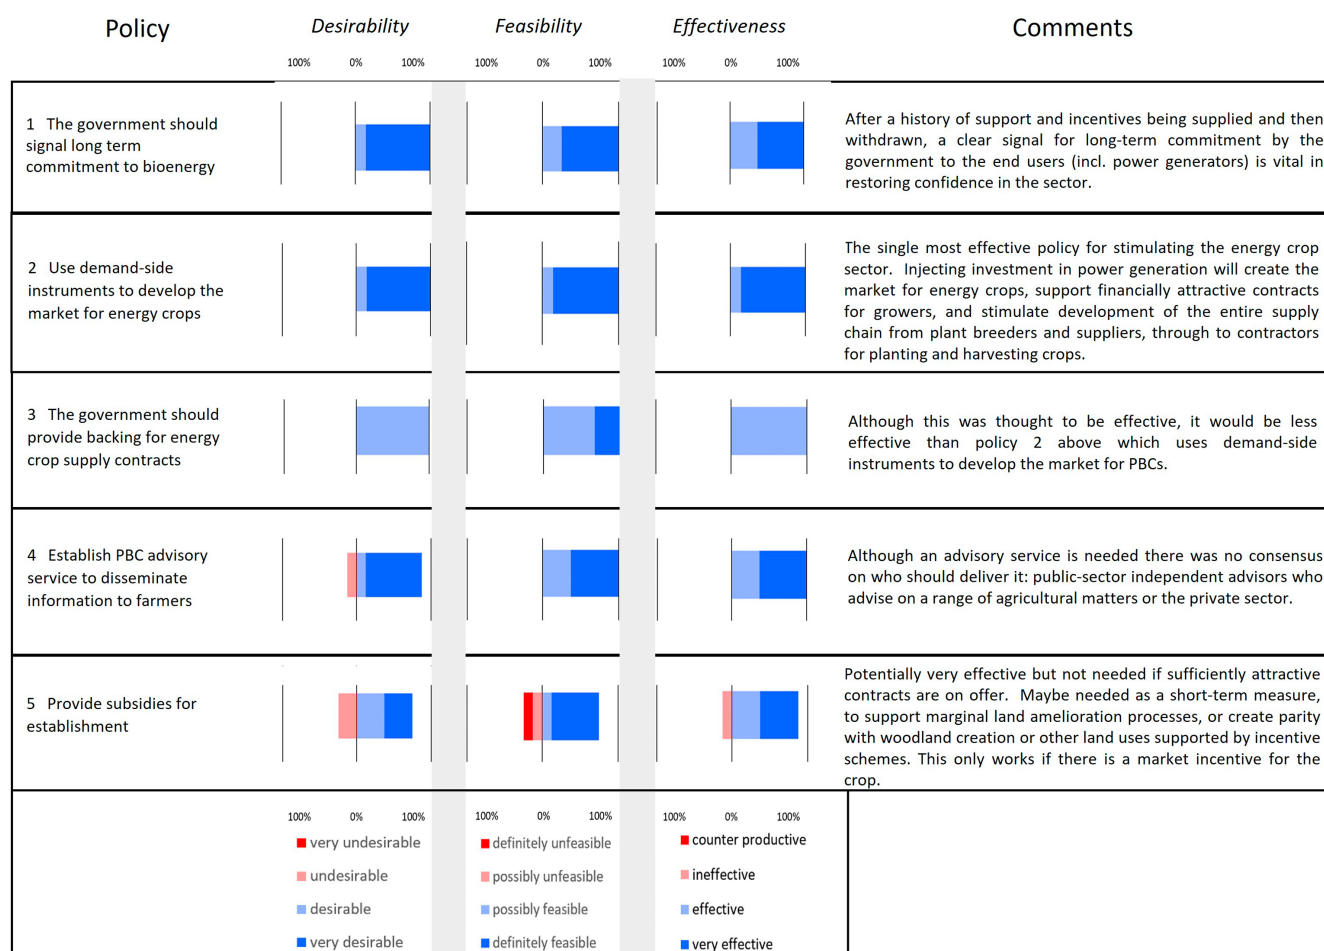 Policy Desirability Feasibility Effectiveness Comments
100% 0% 100% 100% 0% 100% 100% 0% 100%
1 The government should
signal long term
commitment to bioenergy
After a history of support and incentives being supplied and then
withdrawn, a clear signal for long-term commitment by the
government to the end users (incl. power generators) is vital in
restoring confidence in the sector.
2 Use demand-side
instruments to develop the
market for energy crops
The single most effective policy for stimulating the energy crop
sector. Injecting investment in power generation will create the
market for energy crops, support financially attractive contracts
for growers, and stimulate development of the entire supply
chain from plant breeders and suppliers, through to contractors
for planting and harvesting crops.
3 The government should
provide backing for energy
crop supply contracts
Although this was thought to be effective, it would be less
effective than policy 2 above which uses demand-side
instruments to develop the market for PBCs.
4 Establish PBC advisory
service to disseminate
information to farmers
Although an advisory service is needed there was no consensus
on who should deliver it: public-sector independent advisors who
advise on a range of agricultural matters or the private sector.
5 Provide subsidies for
establishment
Potentially very effective but not needed if sufficiently attractive
contracts are on offer. Maybe needed as a short-term measure,
to support marginal land amelioration processes, or create parity
with woodland creation or other land uses supported by incentive
schemes. This only works if there is a market incentive for the
crop.
100% 0% 100% 100% 0% 100% 100% 0% 100%
very undesirable definitely unfeasible counter productive
undesirable possibly unfeasible ineffective
desirable possibly feasible effective
very desirable definitely feasible very effective